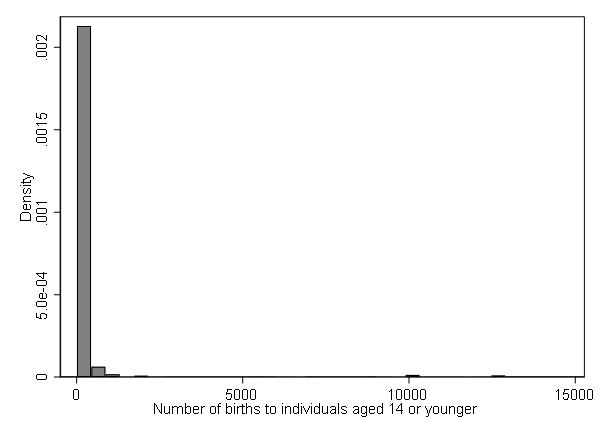 .002
.0015
.001
5.0e-04
0
Density
0 5000 10000 15000
Number of births to individuals aged 14 or younger